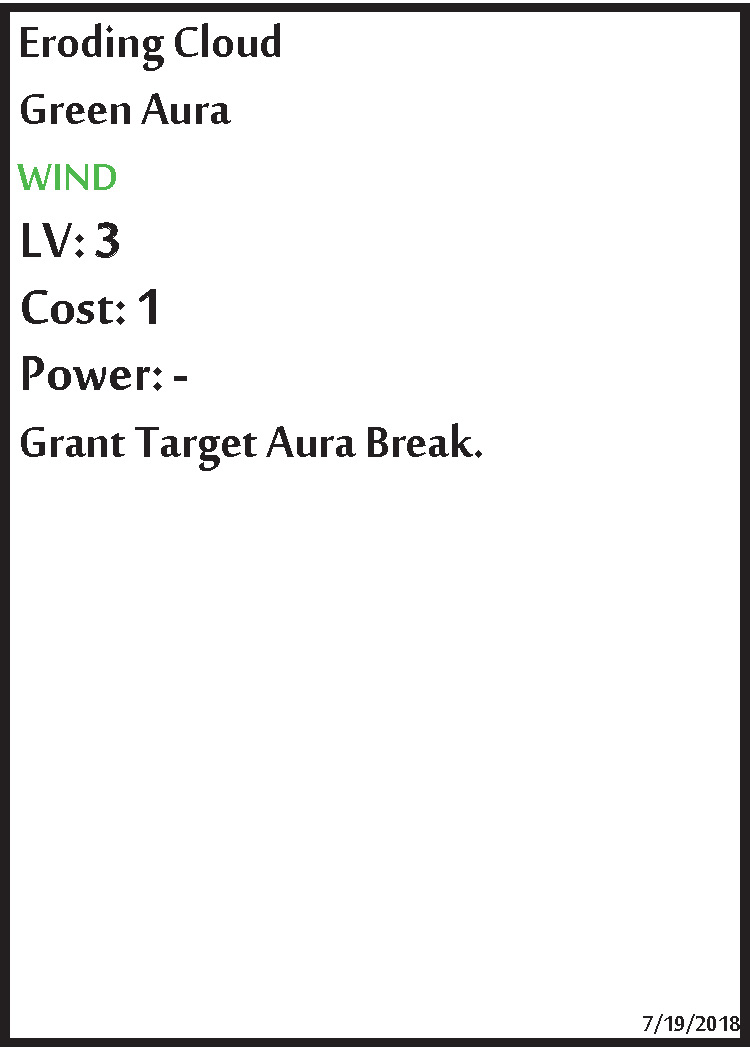 Eroding Cloud
Green Aura
WIND
LV: 3
Cost: 1
Power: -
Grant Target Aura Break.
7/19/2018